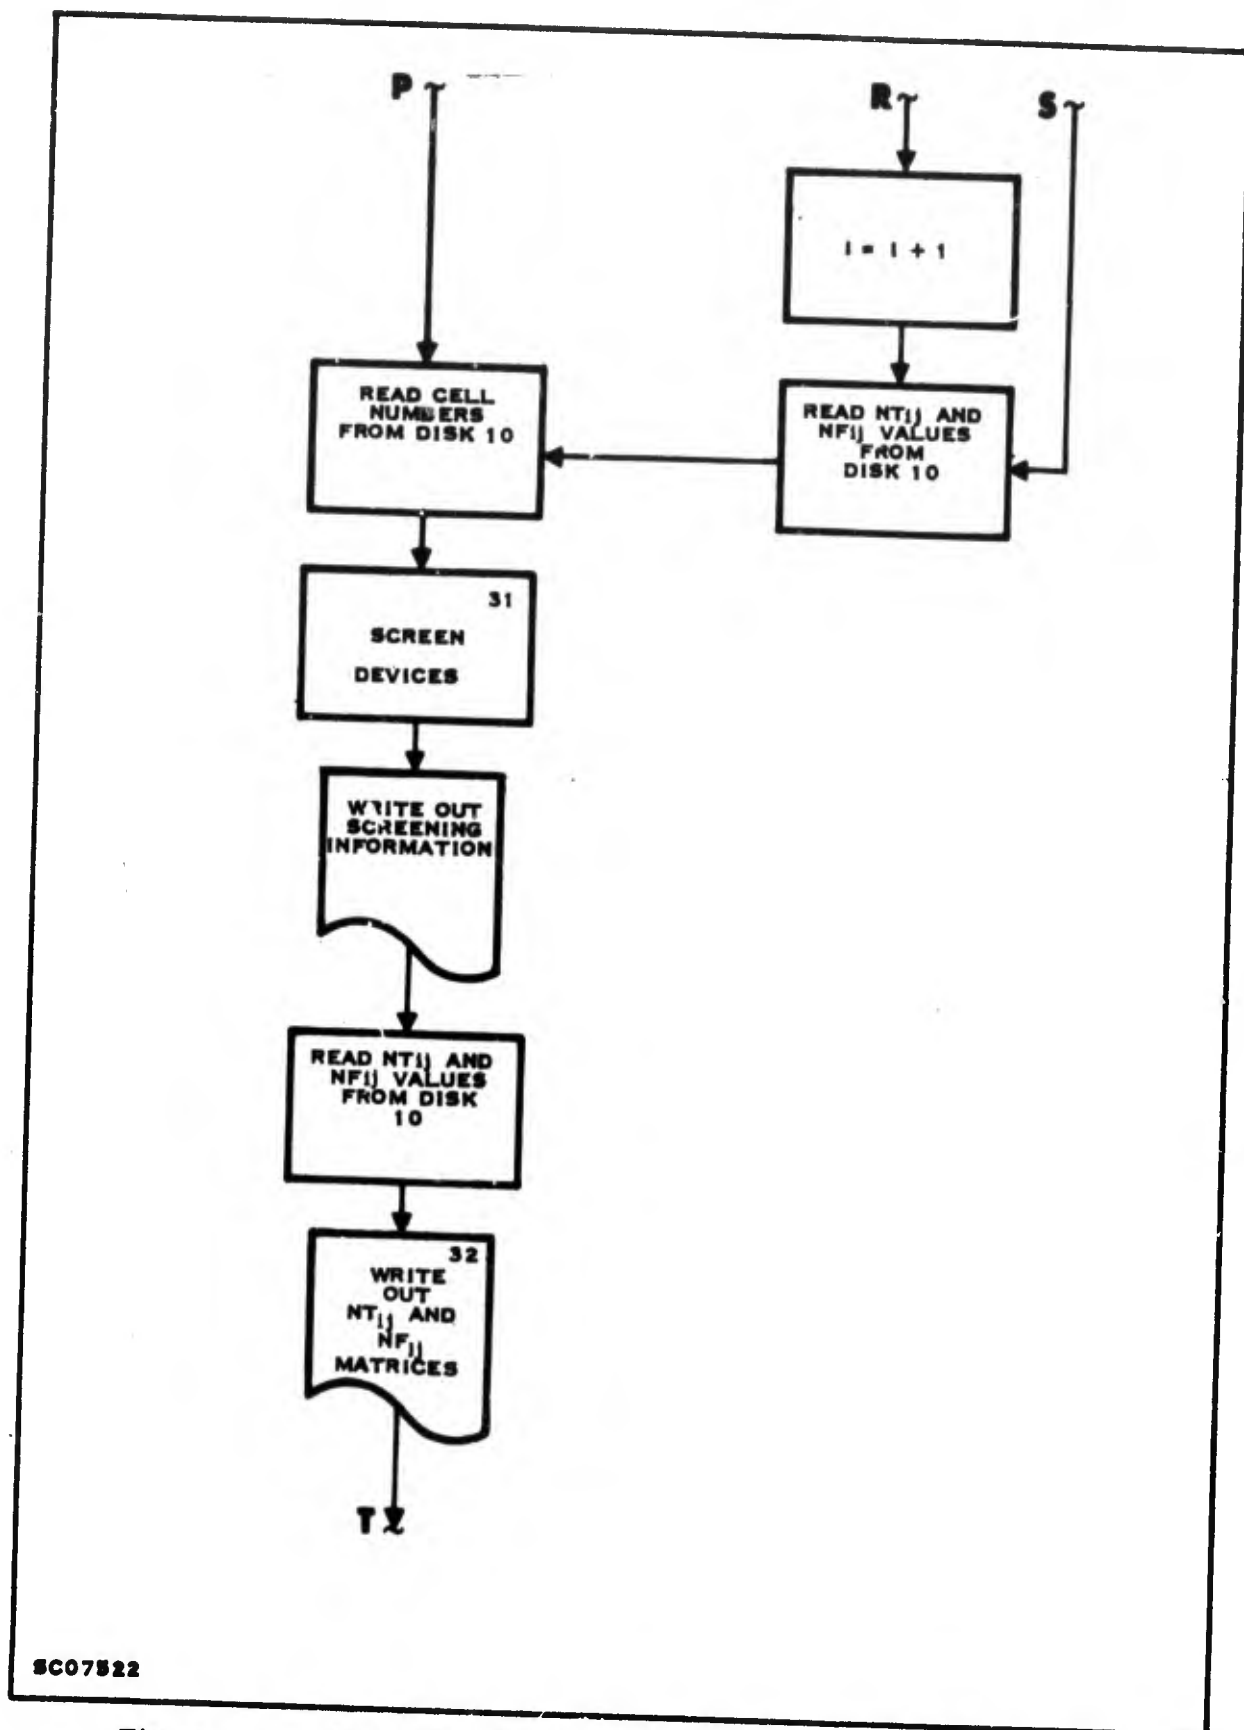 P
R
S
I = I + 1
READ CELL
NUMBERS
FROM DISK 10
READ NTij AND
NFij VALUES
FROM
DISK 10
31
SCREEN
DEVICES
WRITE OUT
SCREENING
INFORMATION
READ NTij AND
NFij VALUES
FROM DISK
10
32
WRITE
OUT
NTij AND
NFij
MATRICES
T
SC07522